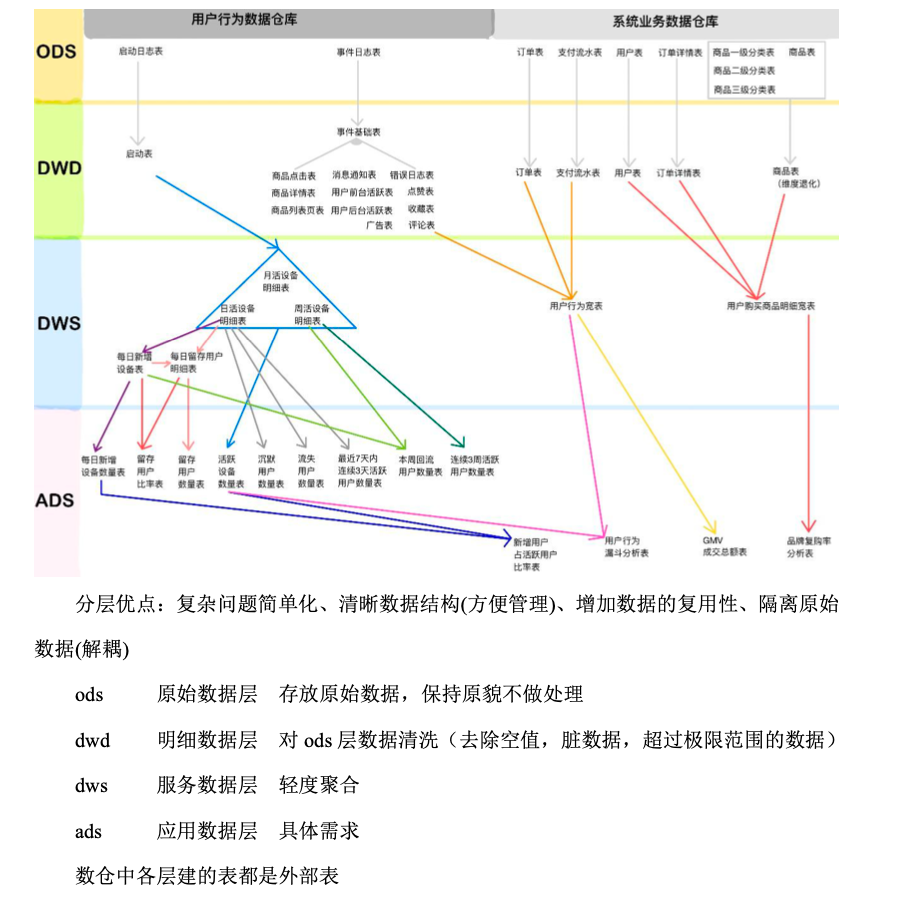 用户行为数据仓库
系统业务数据仓库
ODS
启动日志表
事件日志表
订单表
支付流水表
用户表
订单详情表
商品一级分类表
商品表
商品二级分类表
商品三级分类表
DWD
启动表
事件基础表
商品点击表
消息通知表
错误日志表
商品详情表
用户前台活跃表
点赞表
商品列表页表
用户后台活跃表
收藏表
广告表
评论表
订单表
支付流水表
用户表
订单详情表
商品表
（维度退化）
DWS
月活设备
明细表
日活设备
明细表
周活设备
明细表
每日新增
设备表
每日留存用户
明细表
用户行为宽表
用户购买商品明细宽表
ADS
每日新增
设备数量表
留存
用户
比率表
留存
用户
数量表
活跃
设备
数量表
沉默
用户
数量表
流失
用户
数量表
最近7天内
连续3天活跃
用户数量表
本周回流
用户数量表
连续3周活跃
用户数量表
新增用户
占活跃用户
比率表
用户行为
漏斗分析表
GMV
成交总额表
品牌复购率
分析表
分层优点：复杂问题简单化、清晰数据结构(方便管理)、增加数据的复用性、隔离原始
数据(解耦)
ods 原始数据层 存放原始数据，保持原貌不做处理
dwd 明细数据层 对 ods 层数据清洗（去除空值，脏数据，超过极限范围的数据）
dws 服务数据层 轻度聚合
ads 应用数据层 具体需求
数仓中各层建的表都是外部表